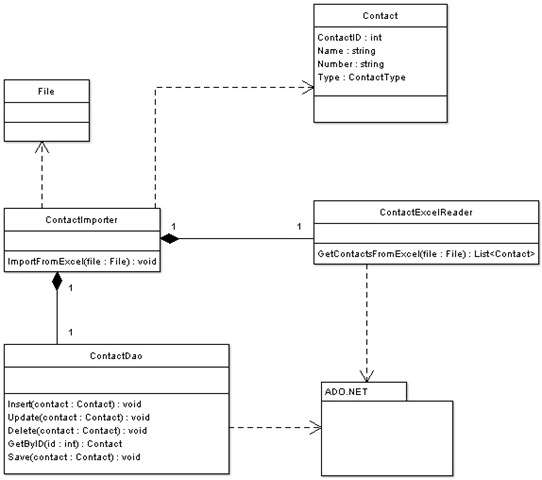 Contact
ContactID : int
Name : string
Number : string
Type : ContactType
File
ContactImporter
ImportFromExcel(file : File) : void
1
1
ContactExcelReader
GetContactsFromExcel(file : File) : List<Contact>
1
1
ContactDao
Insert(contact : Contact) : void
Update(contact : Contact) : void
Delete(contact : Contact) : void
GetByID(id : int) : Contact
Save(contact : Contact) : void
ADO.NET